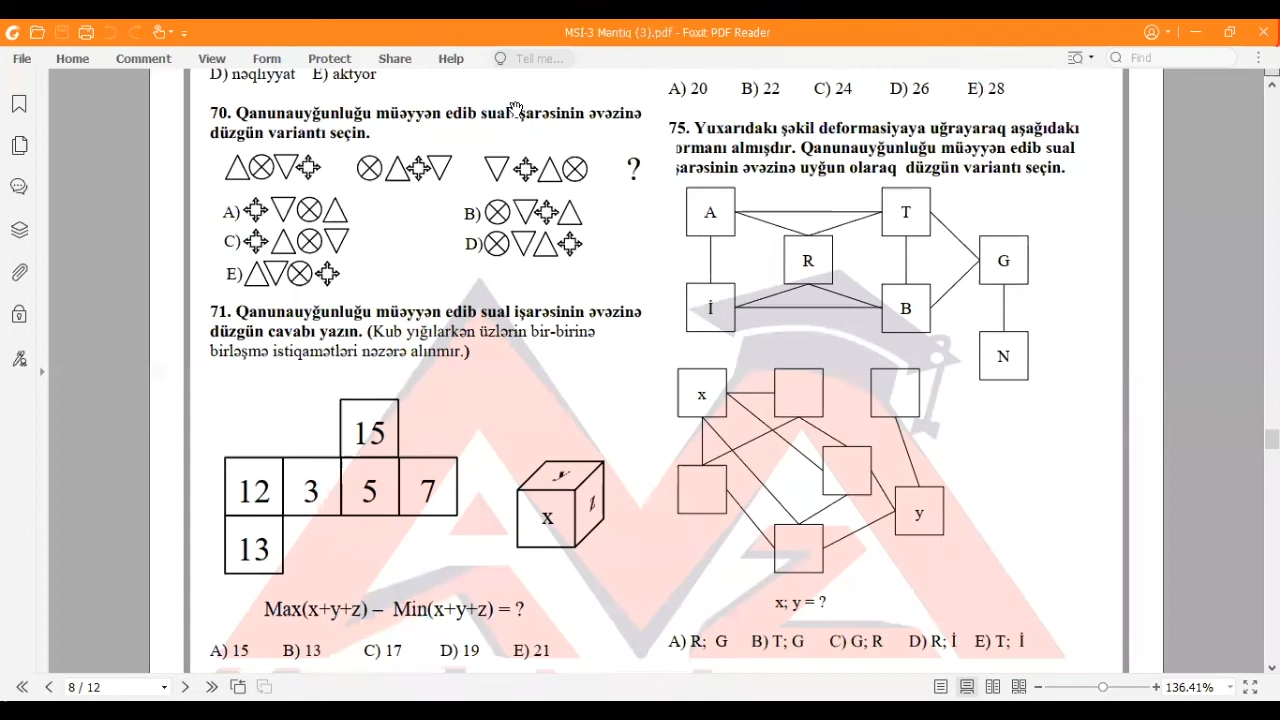 MSI-3 Məntiq (3).pdf - Foxit PDF Reader
File Home Comment View Form Protect Share Help Tell me... Find
D) nəqliyyat E) aktyor
70. Qanunauyğunluğu müəyyən edib sual işarəsinin əvəzinə
düzgün variantı seçin.
?
A) B)
C) D)
E)
71. Qanunauyğunluğu müəyyən edib sual işarəsinin əvəzinə
düzgün cavabı yazın. (Kub yığılarkən üzlərin bir-birinə
birləşmə istiqamətləri nəzərə alınmır.)
15
12 3 5 7
13
y
x z
Max(x+y+z) – Min(x+y+z) = ?
A) 15 B) 13 C) 17 D) 19 E) 21
A) 20 B) 22 C) 24 D) 26 E) 28
75. Yuxarıdakı şəkil deformasiyaya uğrayaraq aşağıdakı
ormanı almışdır. Qanunauyğunluğu müəyyən edib sual
şarəsinin əvəzinə uyğun olaraq düzgün variantı seçin.
A T
R G
İ B
N
x
y
x; y = ?
A) R; G B) T; G C) G; R D) R; İ E) T; İ
8 / 12
136.41%